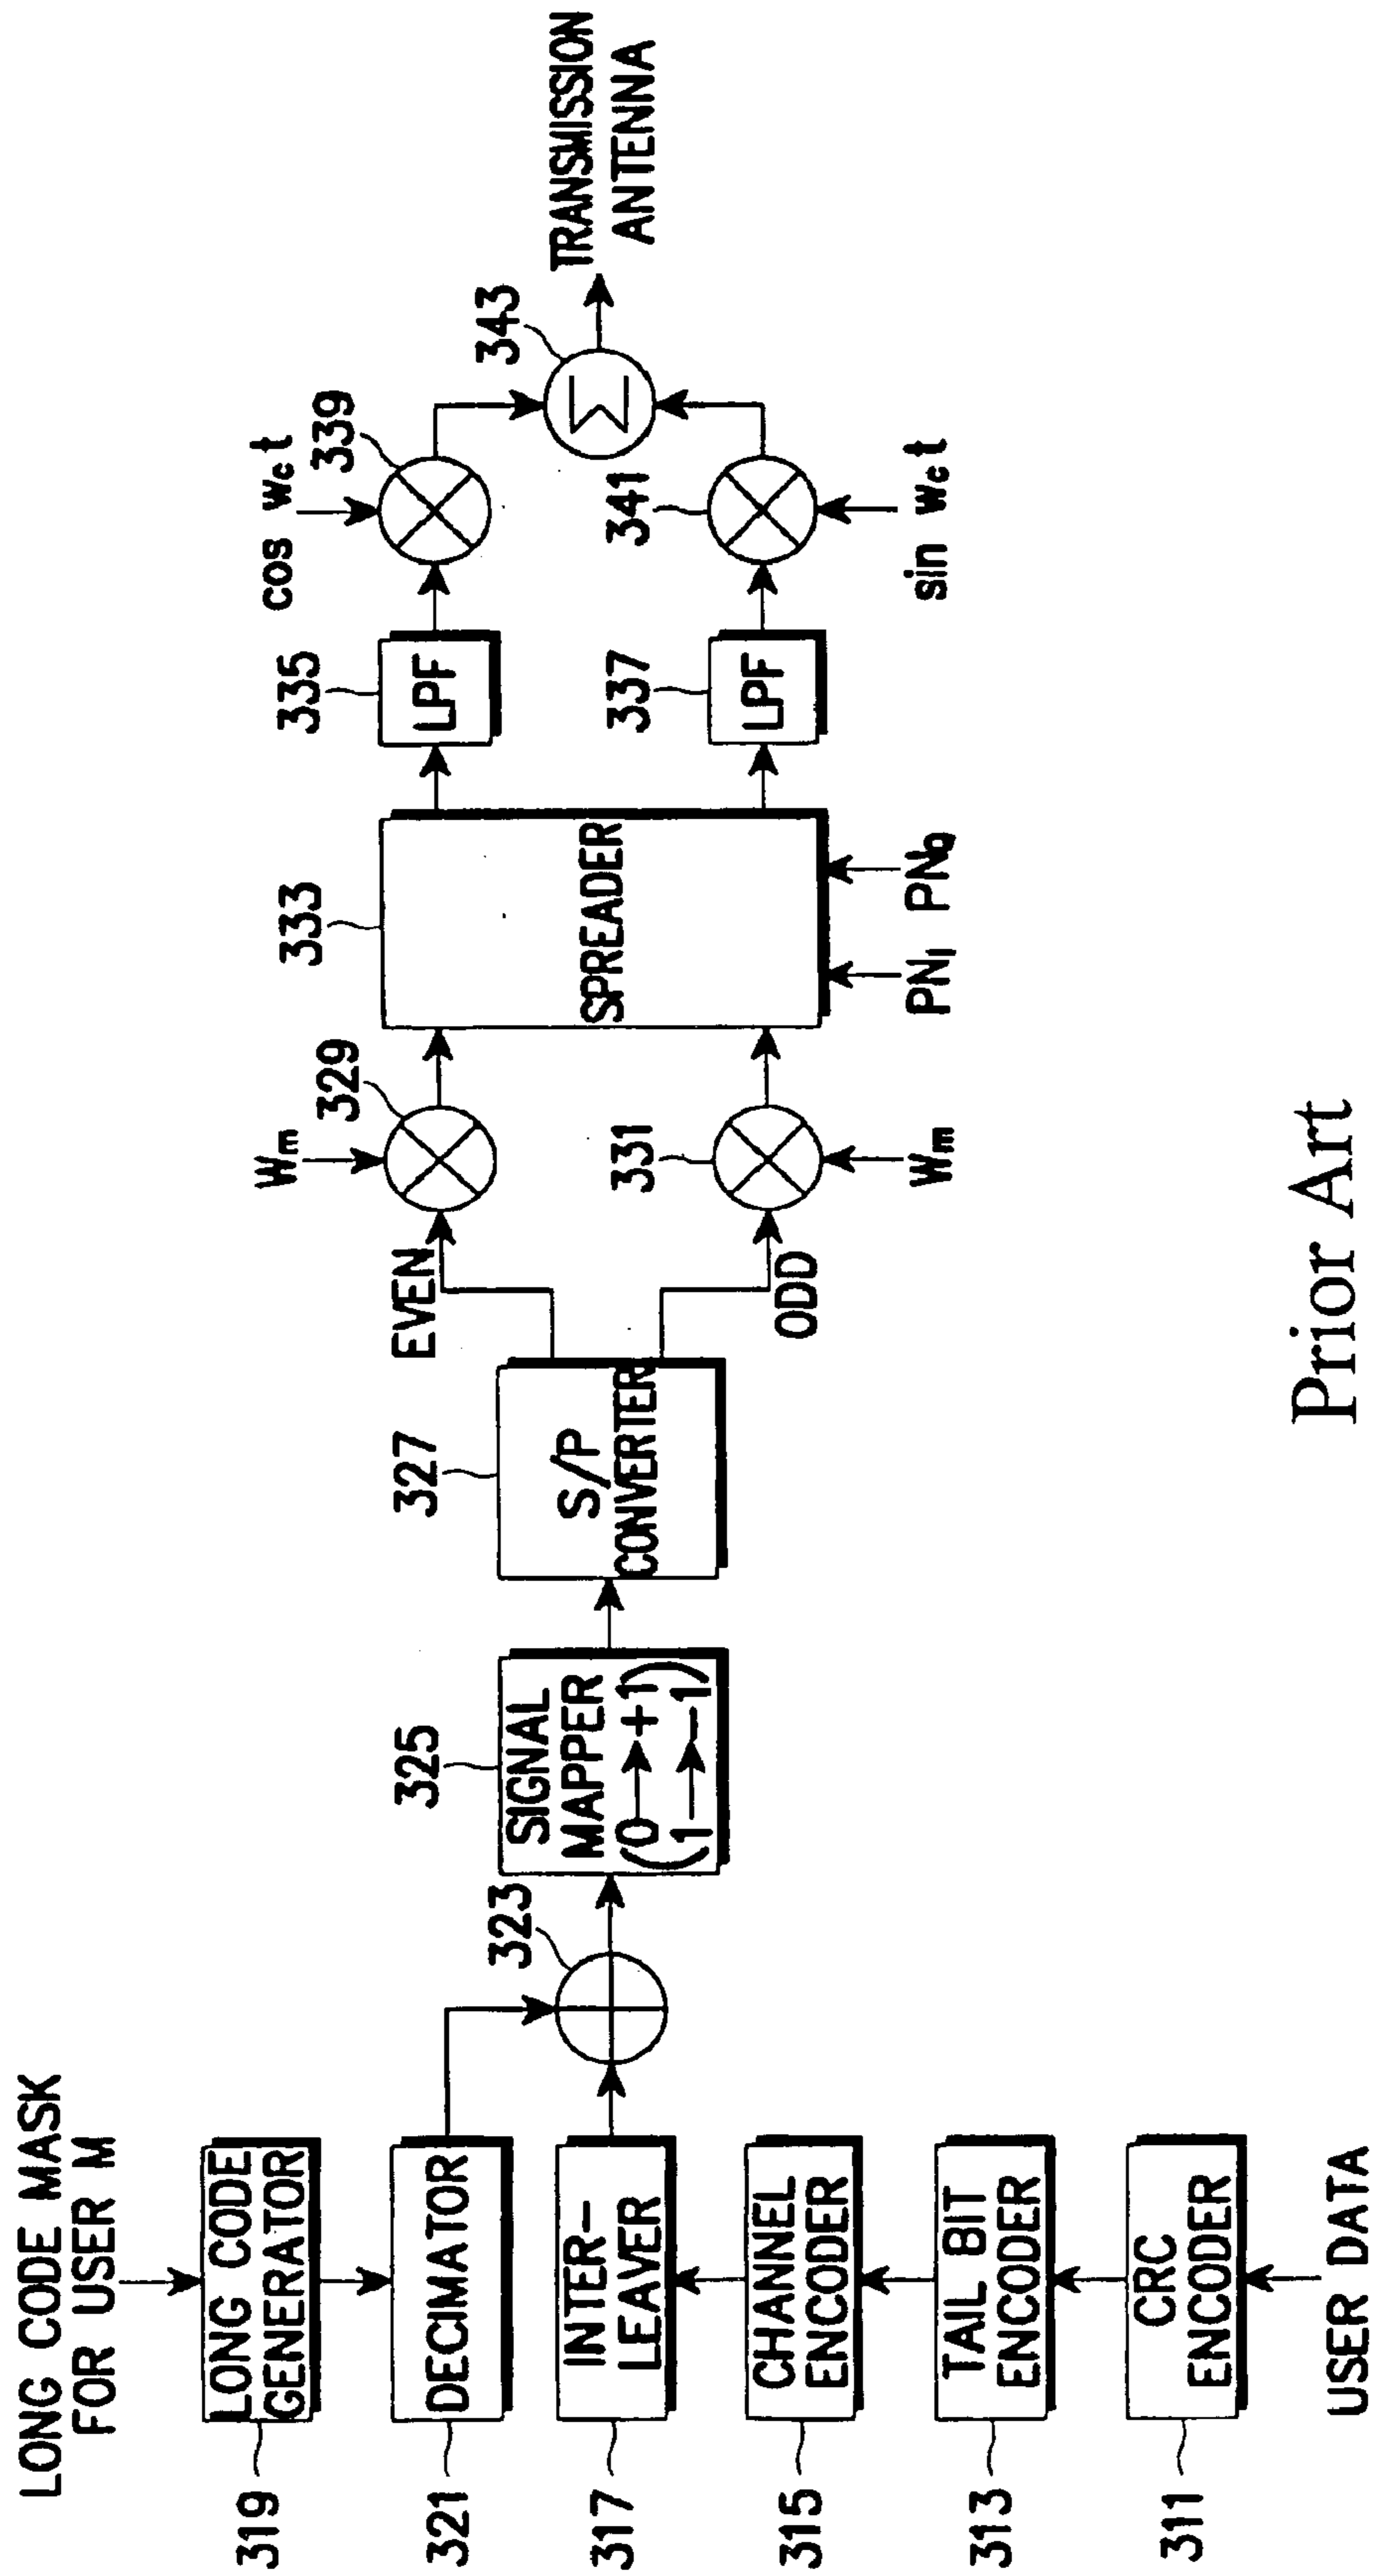 LONG CODE MASK
FOR USER M
319
LONG CODE
GENERATOR
321
DECIMATOR
317
INTER-
LEAVER
315
CHANNEL
ENCODER
313
TAIL BIT
ENCODER
311
CRC
ENCODER
USER DATA
323
325
SIGNAL
MAPPER
(0→+1)
(1→-1)
327
S/P
CONVERTER
EVEN
ODD
Wm
329
331
Wm
333
SPREADER
PNI PNQ
335
LPF
337
LPF
cos wct
339
341
sin wct
343
Σ
TRANSMISSION
ANTENNA
Prior Art